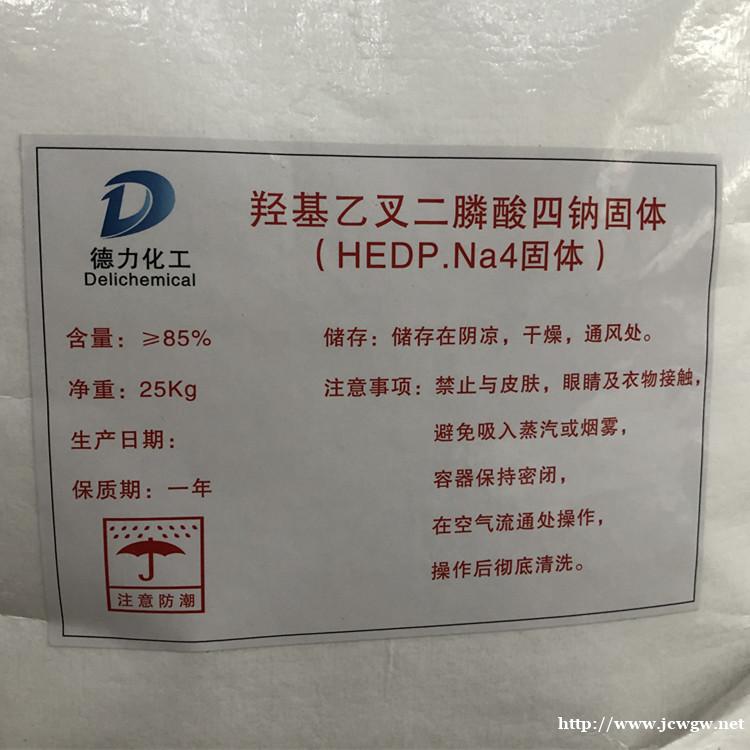 德力化工
Delichemical
羟基乙叉二膦酸四钠固体
（HEDP.Na4固体）
含量：≥85%
净重：25Kg
生产日期：
保质期：一年
注意防潮
储存：储存在阴凉，干燥，通风处。
注意事项：禁止与皮肤，眼睛及衣物接触，
避免吸入蒸汽或烟雾，
容器保持密闭，
在空气流通处操作，
操作后彻底清洗。
http://www.jcwgw.net